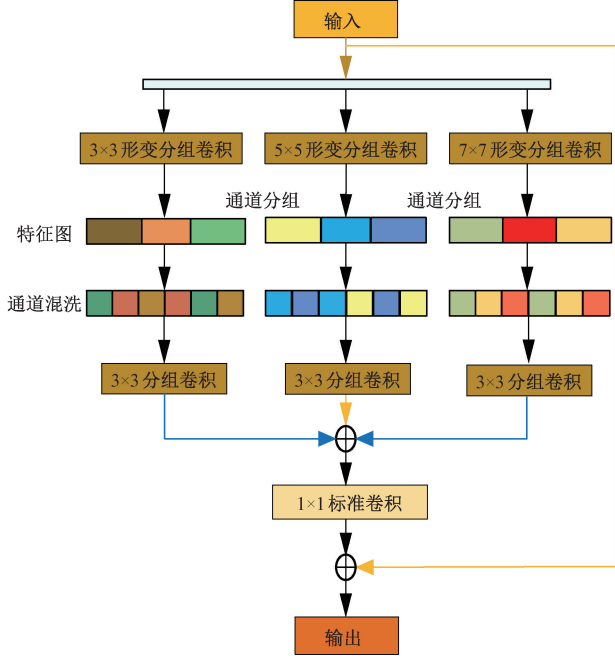 输入
3×3 形变分组卷积
5×5 形变分组卷积
7×7 形变分组卷积
通道分组
通道分组
特征图
通道混洗
3×3 分组卷积
3×3 分组卷积
3×3 分组卷积
1×1 标准卷积
输出